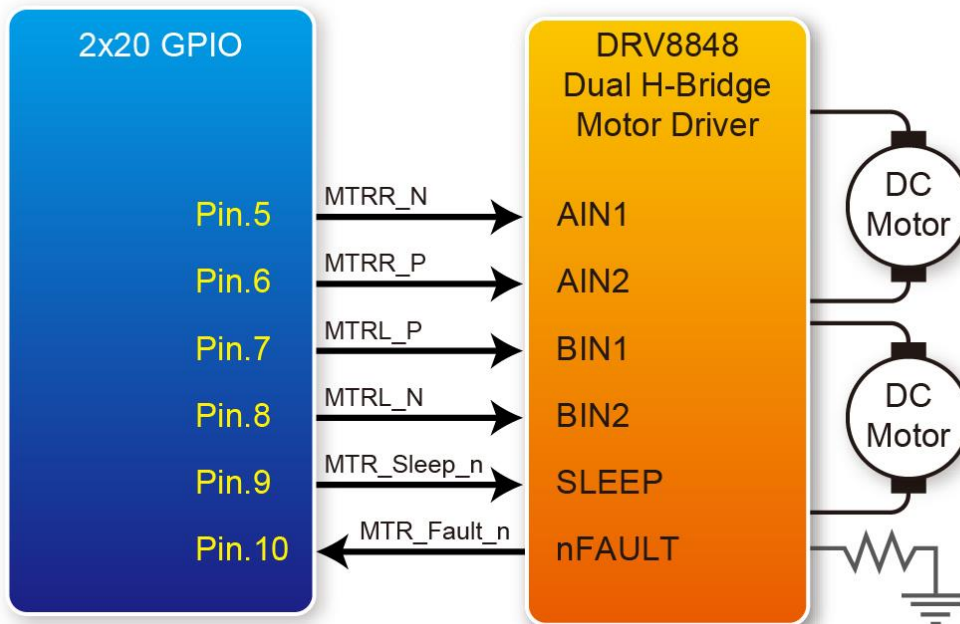 2x20 GPIO
DRV8848
Dual H-Bridge
Motor Driver
DC
Motor
Pin.5
MTRR_N
AIN1
Pin.6
MTRR_P
AIN2
Pin.7
MTRL_P
BIN1
Pin.8
MTRL_N
BIN2
DC
Motor
Pin.9
MTR_Sleep_n
SLEEP
Pin.10
MTR_Fault_n
nFAULT